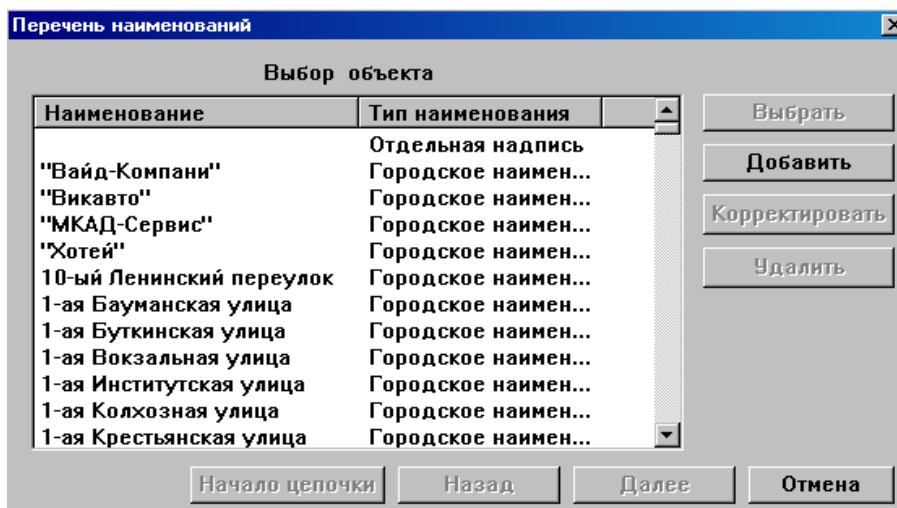 Перечень наименований
Выбор объекта
Наименование Тип наименования
Отдельная надпись
"Вайд-Компани" Городское наимен...
"Викавто" Городское наимен...
"МКАД-Сервис" Городское наимен...
"Хотей" Городское наимен...
10-ый Ленинский переулок Городское наимен...
1-ая Бауманская улица Городское наимен...
1-ая Буткинская улица Городское наимен...
1-ая Вокзальная улица Городское наимен...
1-ая Институтская улица Городское наимен...
1-ая Колхозная улица Городское наимен...
1-ая Крестьянская улица Городское наимен...
Выбрать
Добавить
Корректировать
Удалить
Начало цепочки Назад Далее Отмена